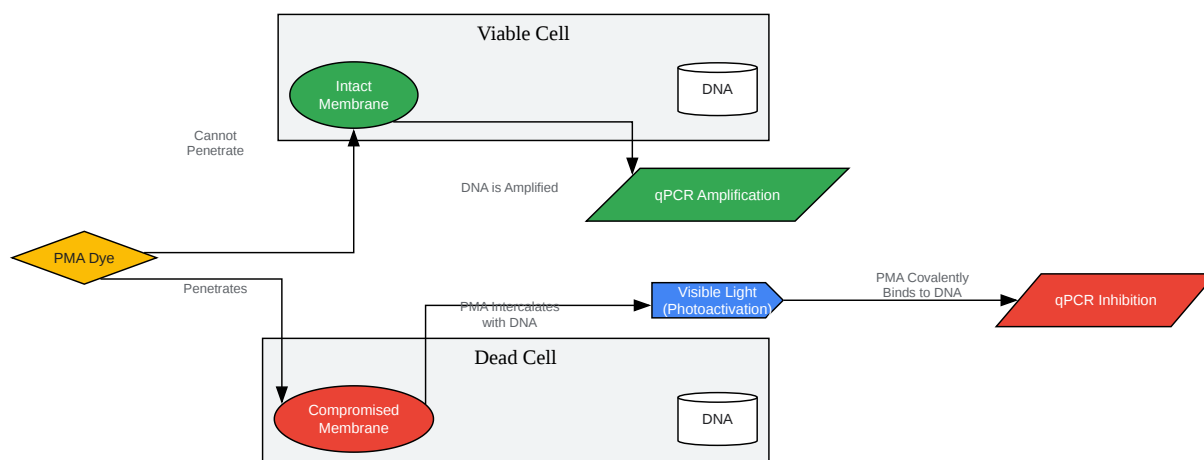 Viable Cell
Intact
Membrane
DNA
Cannot
Penetrate
DNA is Amplified
qPCR Amplification
PMA Dye
Penetrates
PMA Intercalates
with DNA
Visible Light
(Photoactivation)
PMA Covalently
Binds to DNA
qPCR Inhibition
Dead Cell
Compromised
Membrane
DNA